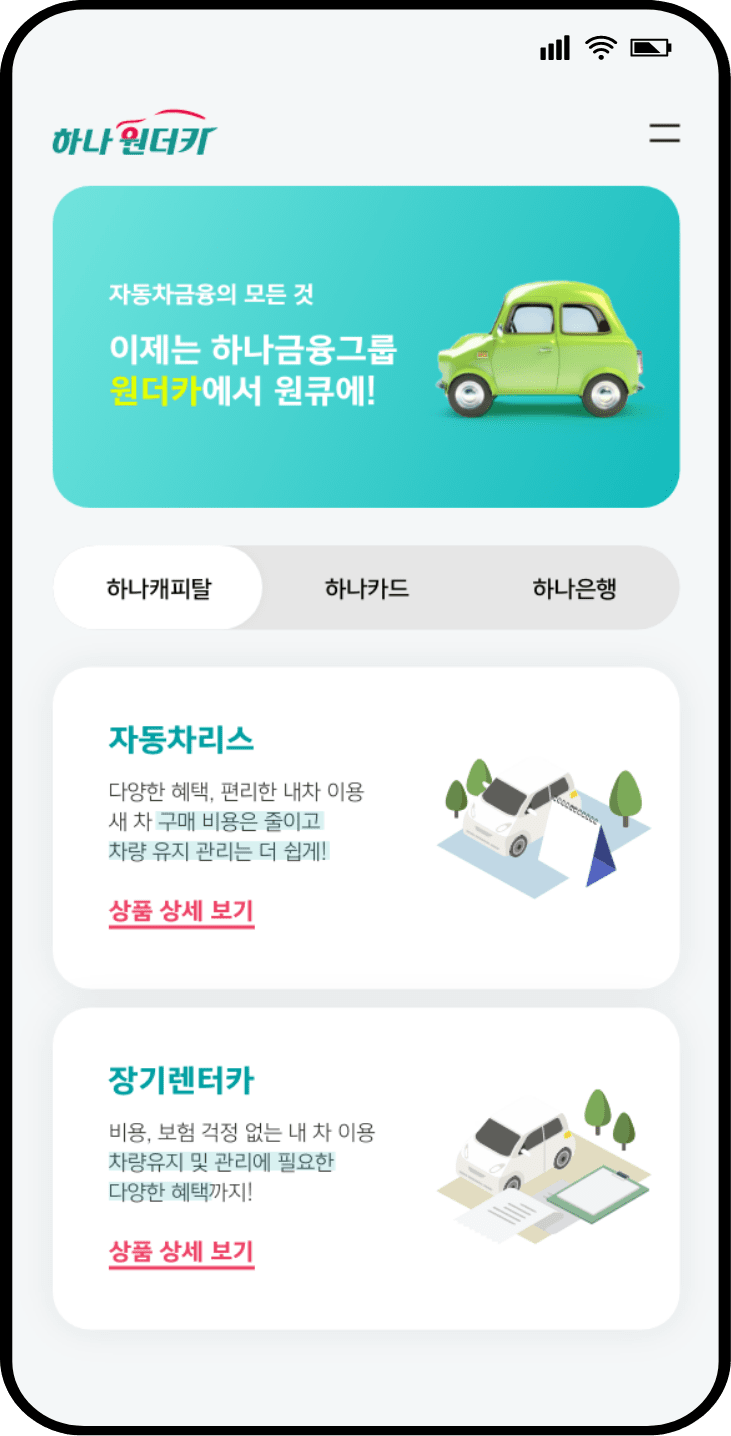 하나 원더카
자동차금융의 모든 것
이제는 하나금융그룹
원더카에서 원큐에!
하나캐피탈
하나카드
하나은행
자동차리스
다양한 혜택, 편리한 내차 이용
새 차 구매 비용은 줄이고
차량 유지 관리는 더 쉽게!
상품 상세 보기
장기렌터카
비용, 보험 걱정 없는 내 차 이용
차량유지 및 관리에 필요한
다양한 혜택까지!
상품 상세 보기